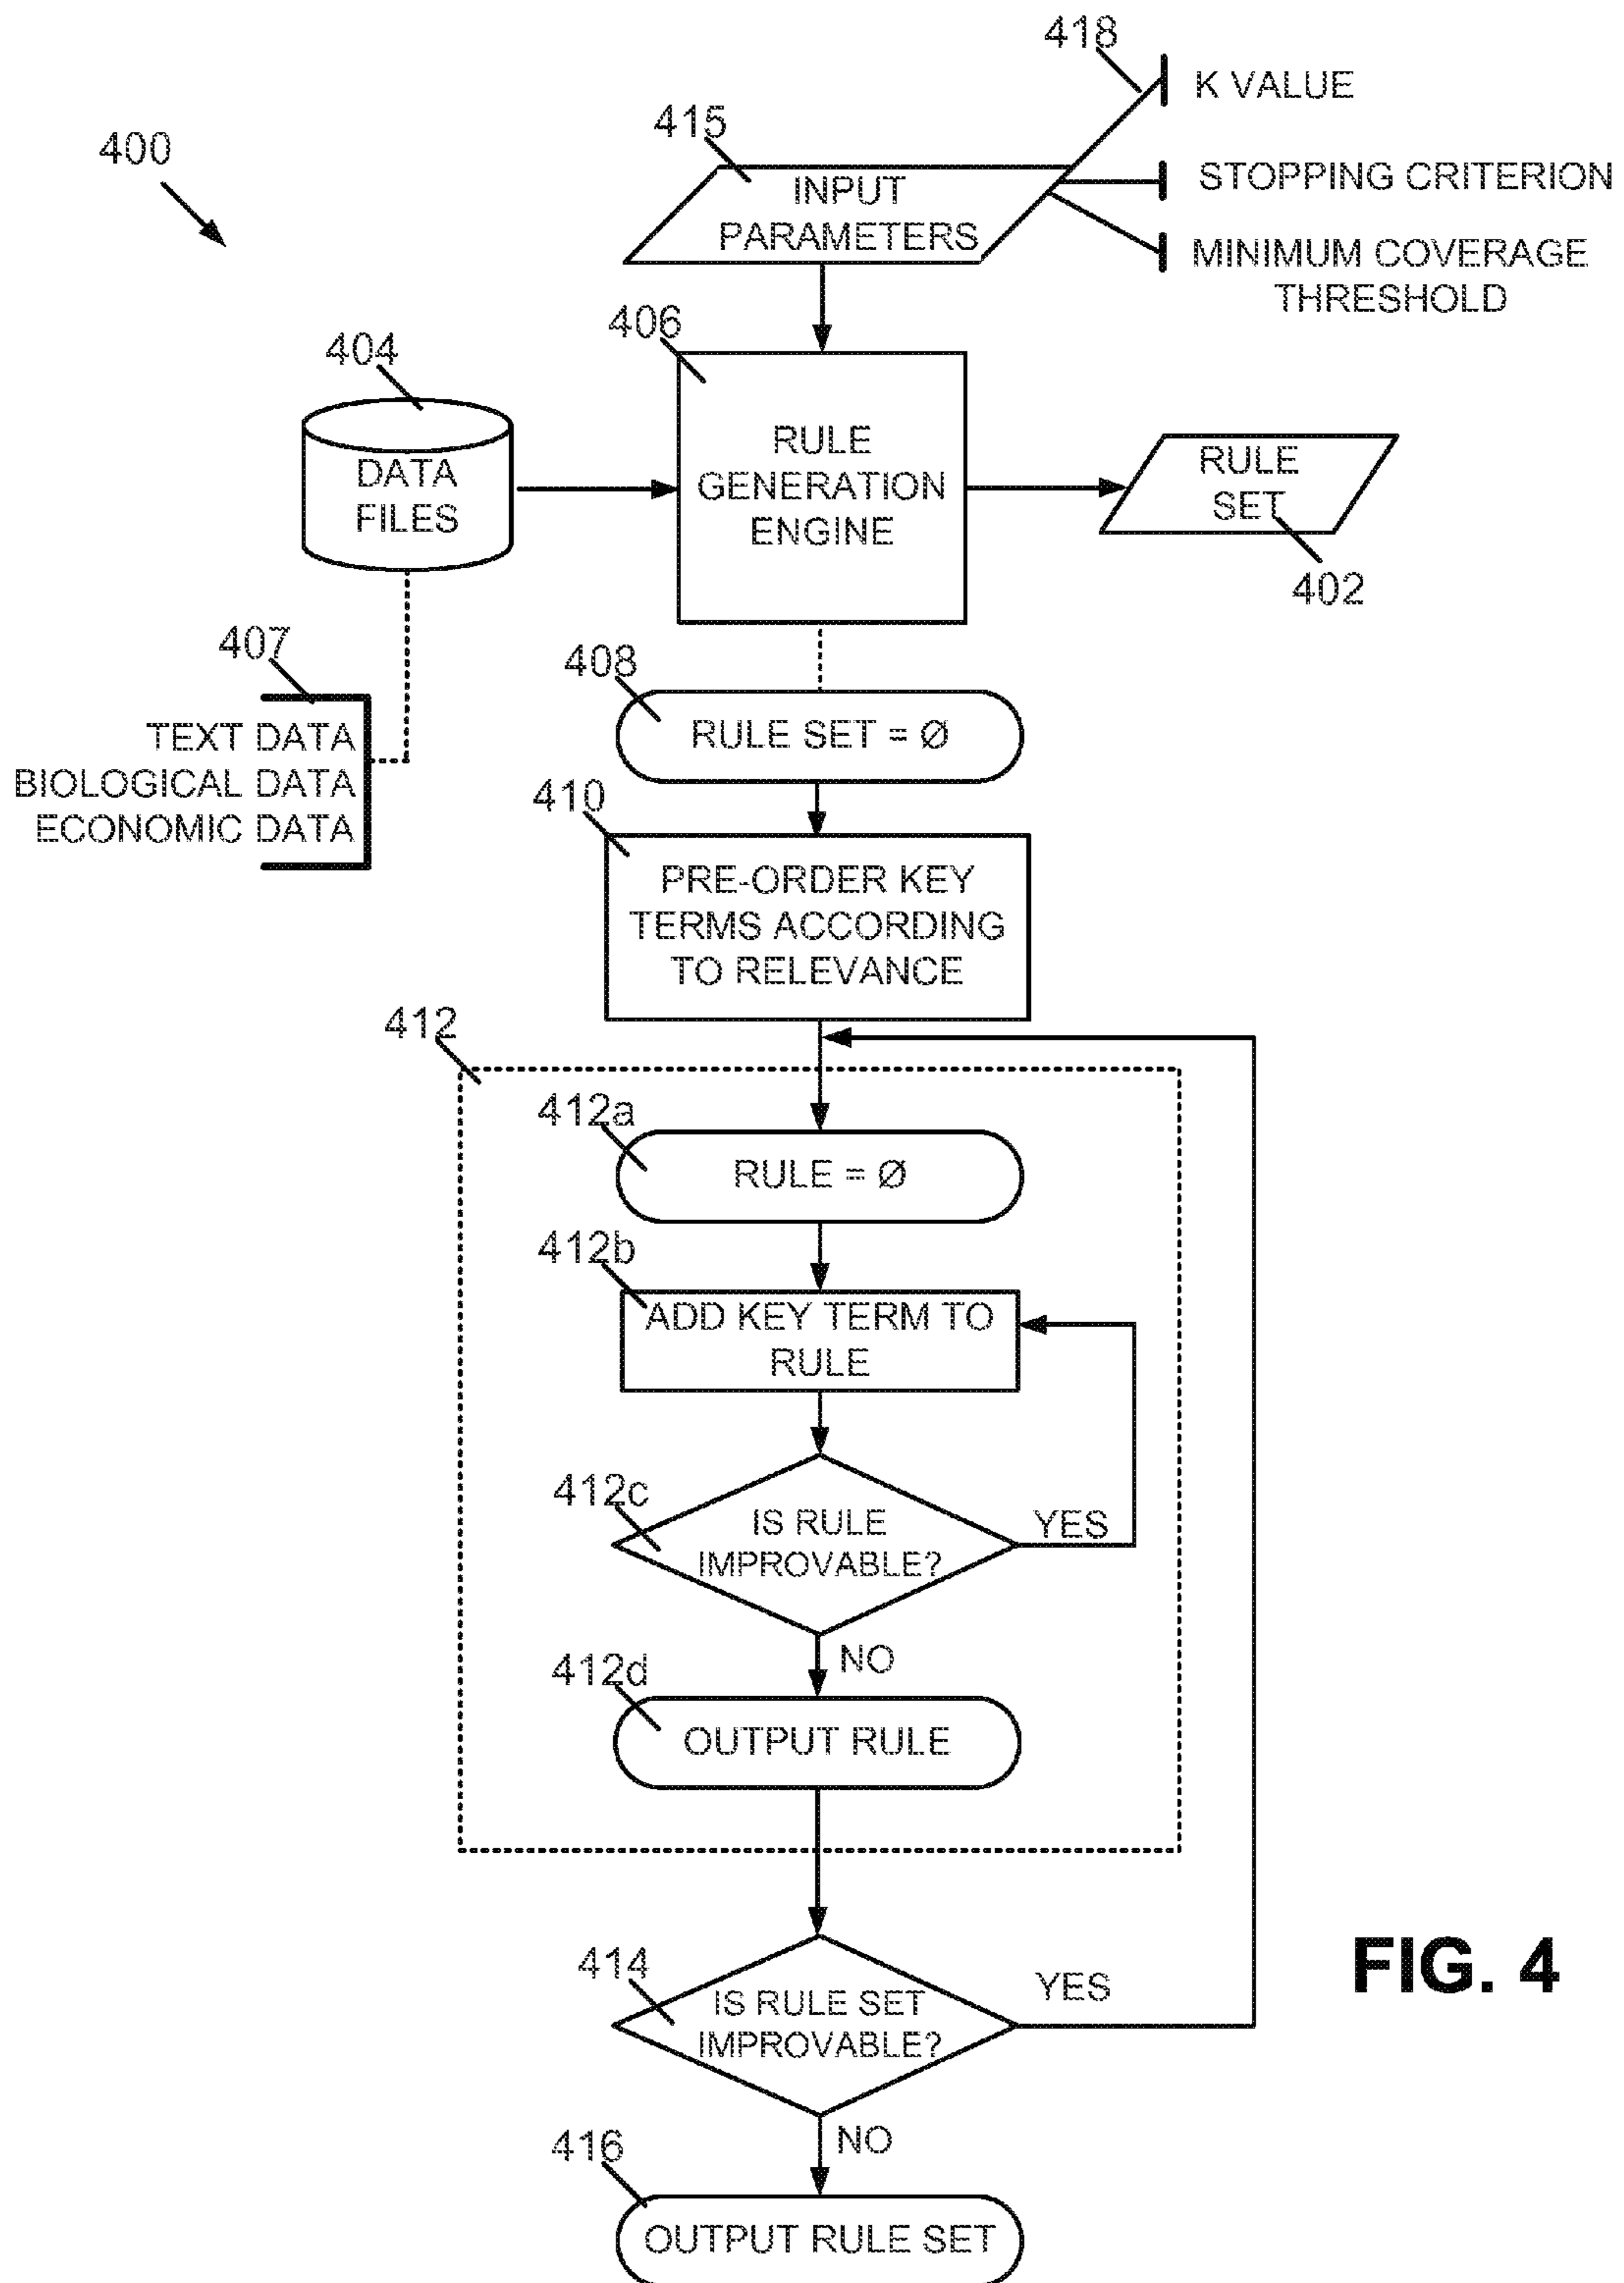 418
K VALUE
415
400
INPUT
PARAMETERS
STOPPING CRITERION
MINIMUM COVERAGE
THRESHOLD
406
404
RULE
GENERATION
ENGINE
DATA
FILES
RULE
SET
402
407
TEXT DATA
BIOLOGICAL DATA
ECONOMIC DATA
408
RULE SET = Ø
410
PRE-ORDER KEY
TERMS ACCORDING
TO RELEVANCE
412
412a
RULE = Ø
412b
ADD KEY TERM TO
RULE
412c
IS RULE
IMPROVABLE?
YES
NO
412d
OUTPUT RULE
414
IS RULE SET
IMPROVABLE?
YES
FIG. 4
NO
416
OUTPUT RULE SET